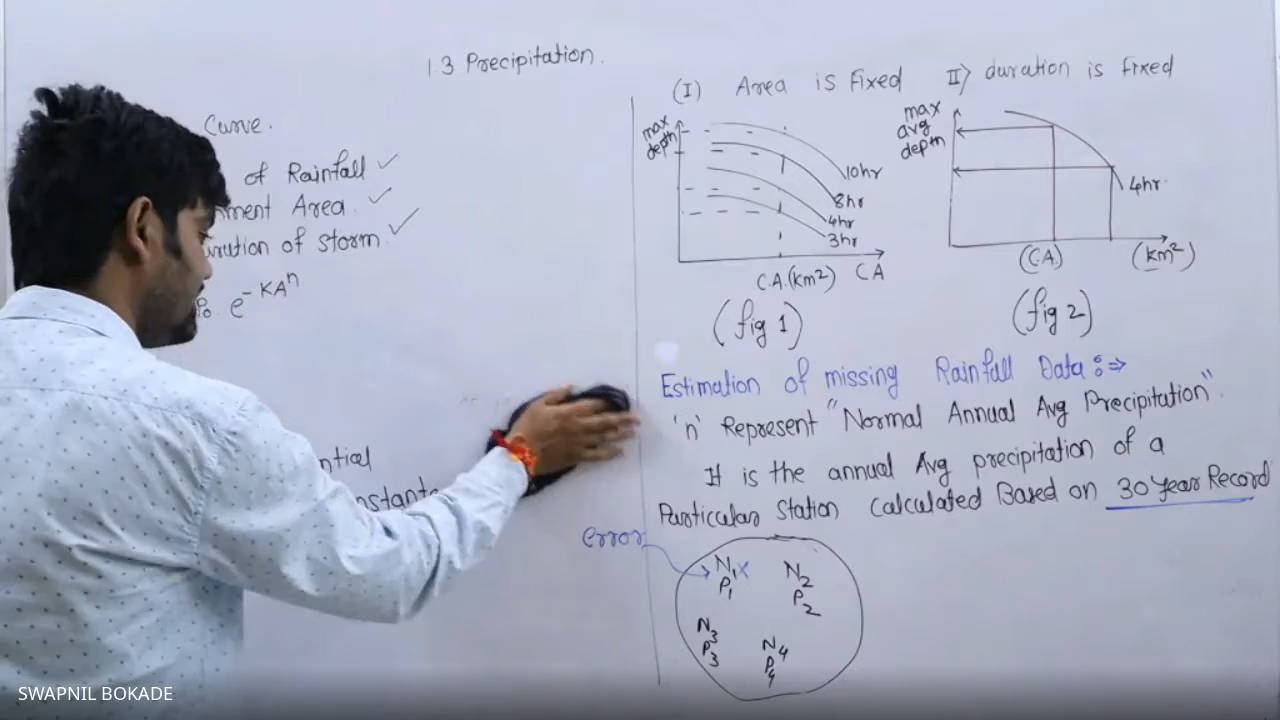 1.3 Precipitation.
Curve.
of Rainfall ✓
ment Area. ✓
uration of storm. ✓
P₀. e^-KAⁿ
ntial
nstant
(I) Area is Fixed
max
depth
10hr
8hr
4hr
3hr
C.A.(km²) CA
(fig 1)
II) duration is fixed
max
avg
depth
4hr.
(C.A.) (km²)
(fig 2)
Estimation of missing Rainfall Data :⇒
'n' Represent "Normal Annual Avg Precipitation".
It is the annual Avg precipitation of a
Particular Station Calculated Based on 30 Year Record
error
N₁ X
P₁
N₂
P₂
N₃
P₃
N₄
P₄
SWAPNIL BOKADE